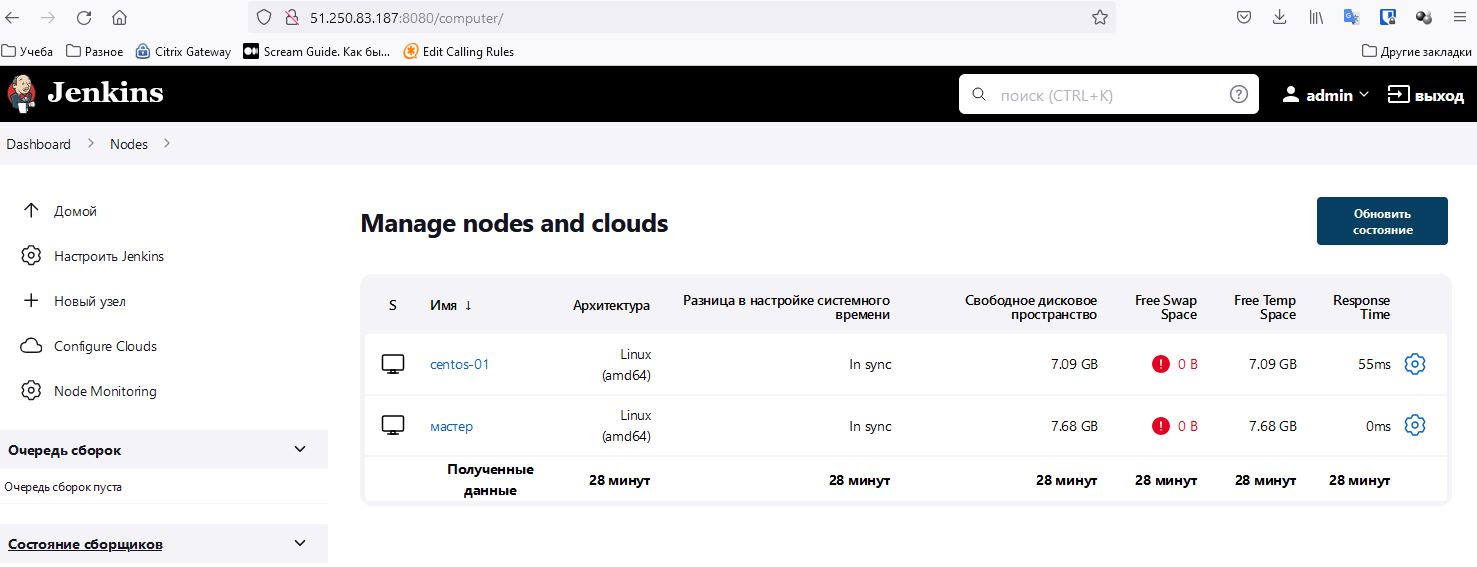 51.250.83.187:8080/computer/
Учеба Разное Citrix Gateway Scream Guide. Как бы... Edit Calling Rules Другие закладки
Jenkins поиск (CTRL+K) ? admin выход
Dashboard Nodes
Домой
Настроить Jenkins
Новый узел
Configure Clouds
Node Monitoring
Очередь сборок
Очередь сборок пуста
Состояние сборщиков
Manage nodes and clouds
Обновить
состояние
S Имя ↓ Архитектура Разница в настройке системного времени Свободное дисковое пространство Free Swap Space Free Temp Space Response Time
centos-01 Linux (amd64) In sync 7.09 GB ! 0 B 7.09 GB 55ms
мастер Linux (amd64) In sync 7.68 GB ! 0 B 7.68 GB 0ms
Полученные данные 28 минут 28 минут 28 минут 28 минут 28 минут 28 минут